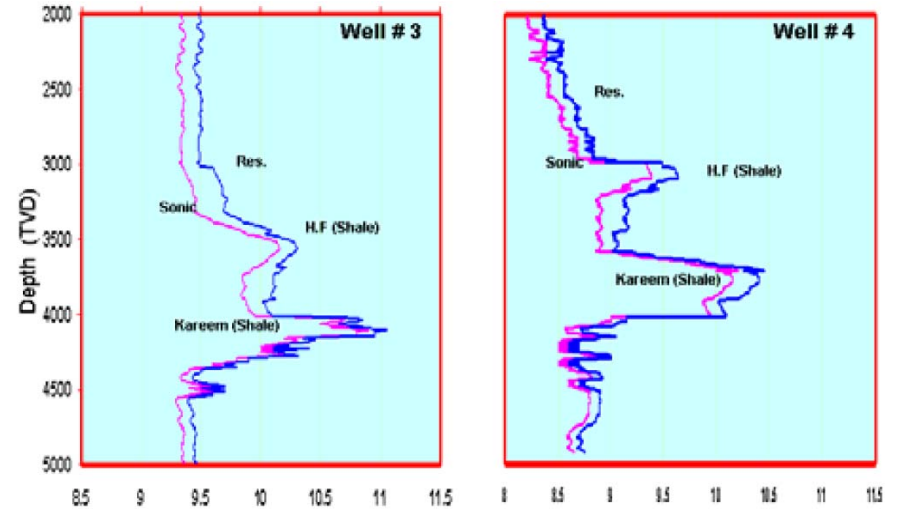 Well # 3
Well # 4
2000
2500
3000
3500
4000
4500
5000
Depth (TVD)
Res.
Sonic
H.F (Shale)
Kareem (Shale)
Res.
Sonic
H.F (Shale)
Kareem (Shale)
8.5 9 9.5 10 10.5 11 11.5
8 8.5 9 9.5 10 10.5 11 11.5